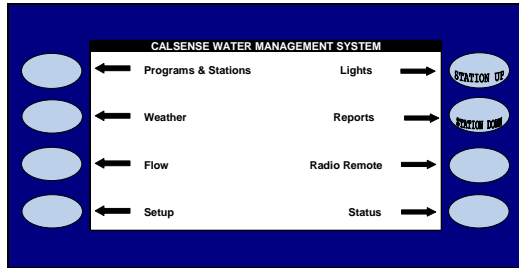 CALSENSE WATER MANAGEMENT SYSTEM
Programs & Stations Lights STATION UP
Weather Reports STATION DOWN
Flow Radio Remote
Setup Status